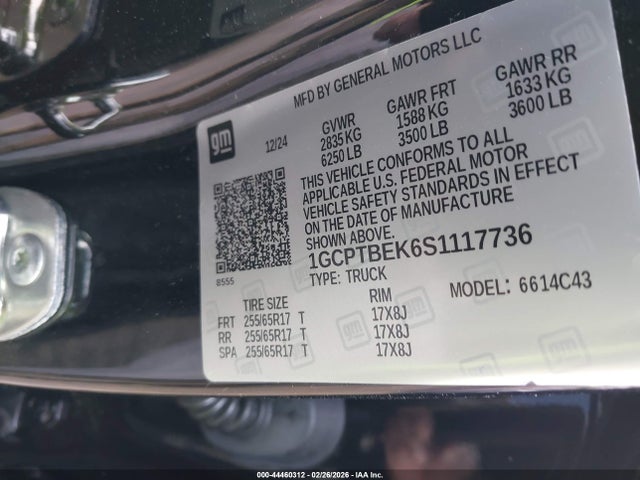 MFD BY GENERAL MOTORS LLC
gm
12/24
GVWR GAWR FRT GAWR RR
2835 KG 1588 KG 1633 KG
6250 LB 3500 LB 3600 LB
THIS VEHICLE CONFORMS TO ALL
APPLICABLE U.S. FEDERAL MOTOR
VEHICLE SAFETY STANDARDS IN EFFECT
ON THE DATE OF MANUFACTURE
SHOWN ABOVE.
8555
1GCPTBEK6S1117736
TYPE: TRUCK MODEL: 6614C43
TIRE SIZE RIM
FRT 255/65R17 T 17X8J
RR 255/65R17 T 17X8J
SPA 255/65R17 T 17X8J
000-44460312 - 02/26/2026 - IAA Inc.